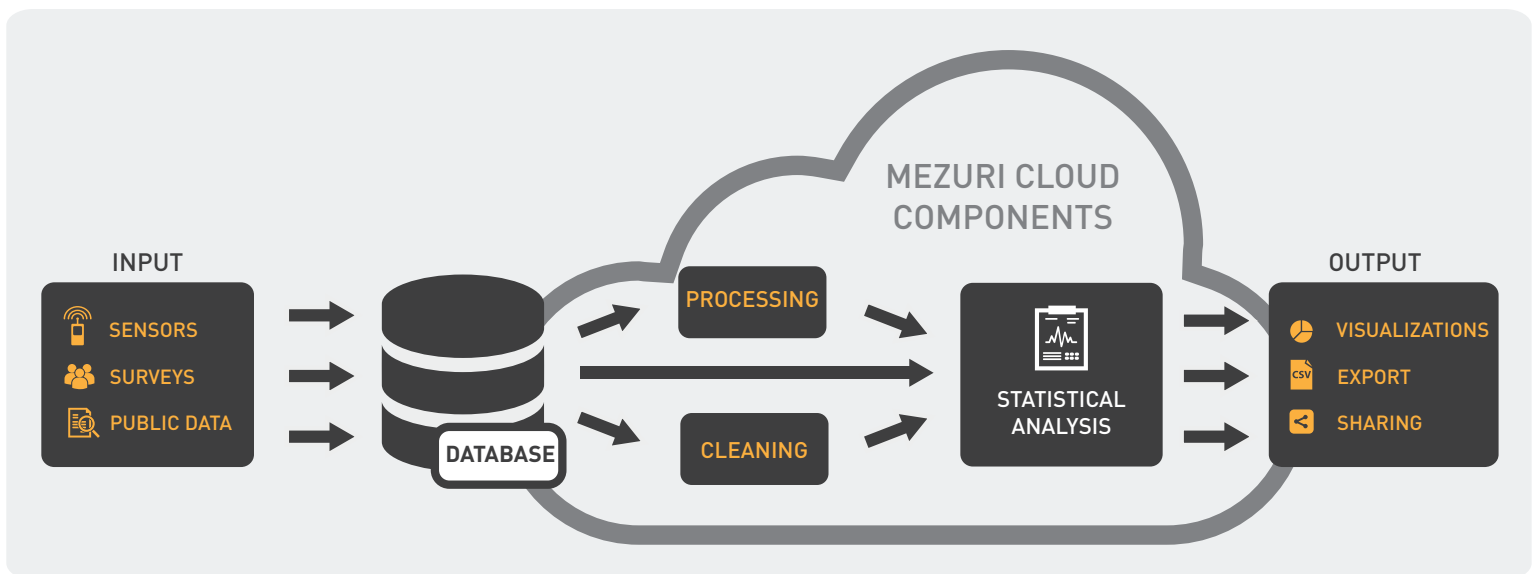 MEZURI CLOUD
COMPONENTS
INPUT
SENSORS
SURVEYS
PUBLIC DATA
DATABASE
PROCESSING
CLEANING
STATISTICAL
ANALYSIS
OUTPUT
VISUALIZATIONS
CSV
EXPORT
SHARING